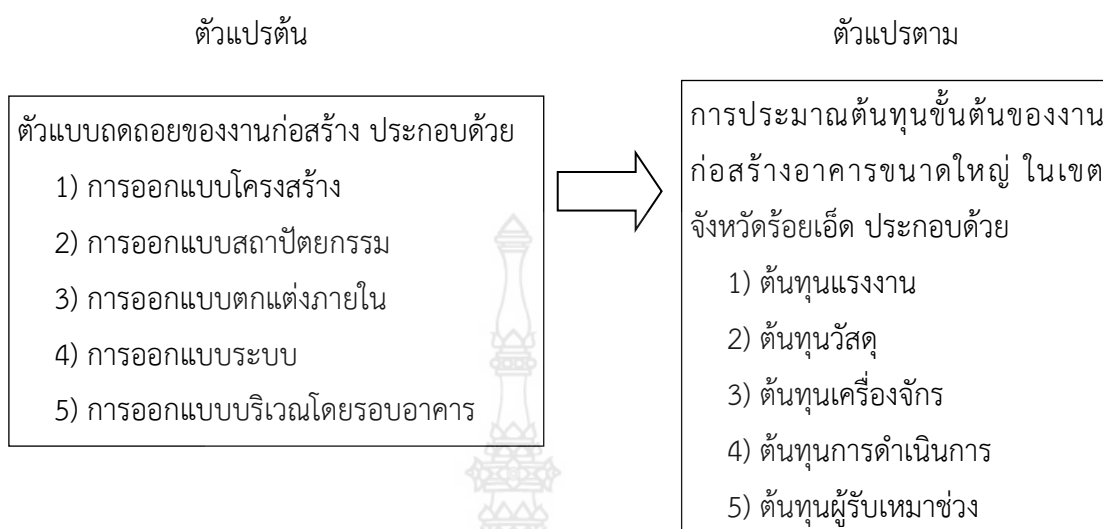 ตัวแปรต้น
ตัวแบบถดถอยของงานก่อสร้าง ประกอบด้วย
1) การออกแบบโครงสร้าง
2) การออกแบบสถาปัตยกรรม
3) การออกแบบตกแต่งภายใน
4) การออกแบบระบบ
5) การออกแบบบริเวณโดยรอบอาคาร
ตัวแปรตาม
การประมาณต้นทุนขั้นต้นของงาน
ก่อสร้างอาคารขนาดใหญ่ ในเขต
จังหวัดร้อยเอ็ด ประกอบด้วย
1) ต้นทุนแรงงาน
2) ต้นทุนวัสดุ
3) ต้นทุนเครื่องจักร
4) ต้นทุนการดำเนินการ
5) ต้นทุนผู้รับเหมาช่วง